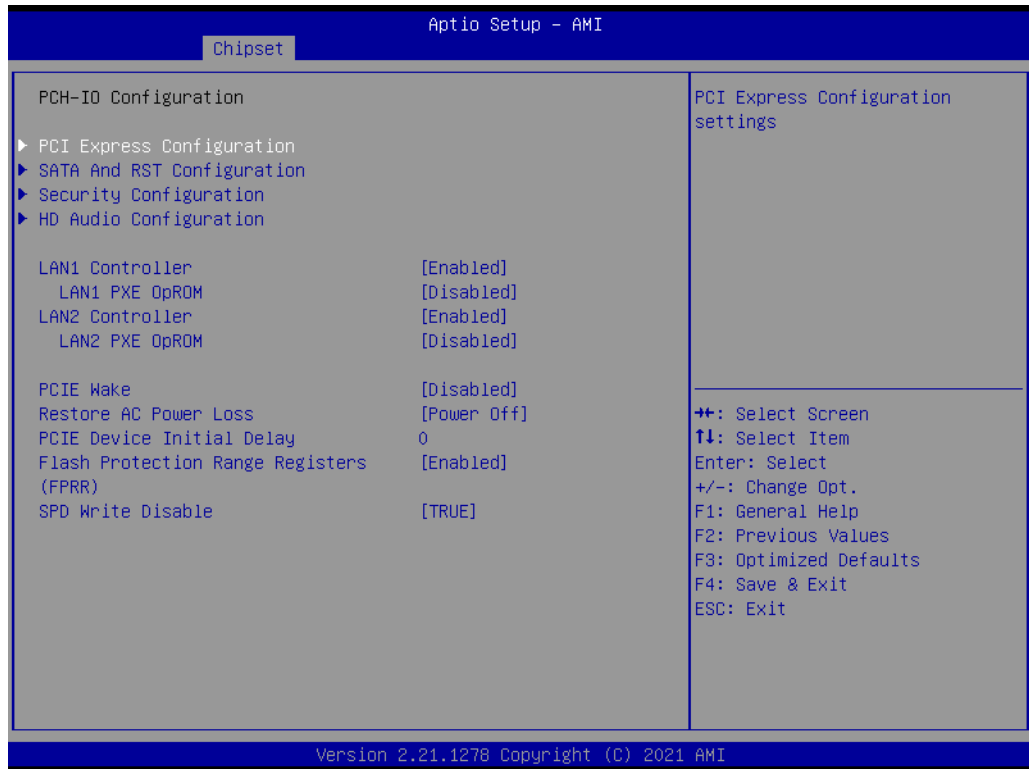 Aptio Setup – AMI
Chipset
PCH-IO Configuration
▶ PCI Express Configuration
▶ SATA And RST Configuration
▶ Security Configuration
▶ HD Audio Configuration
LAN1 Controller [Enabled]
LAN1 PXE OpROM [Disabled]
LAN2 Controller [Enabled]
LAN2 PXE OpROM [Disabled]
PCIE Wake [Disabled]
Restore AC Power Loss [Power Off]
PCIE Device Initial Delay 0
Flash Protection Range Registers [Enabled]
(FPRR)
SPD Write Disable [TRUE]
PCI Express Configuration
settings
→←: Select Screen
↑↓: Select Item
Enter: Select
+/-: Change Opt.
F1: General Help
F2: Previous Values
F3: Optimized Defaults
F4: Save & Exit
ESC: Exit
Version 2.21.1278 Copyright (C) 2021 AMI